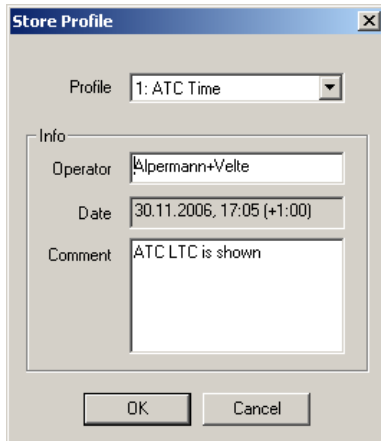 Store Profile
Profile 1: ATC Time
Info
Operator Alpermann+Velte
Date 30.11.2006, 17:05 (+1:00)
Comment ATC LTC is shown
OK Cancel